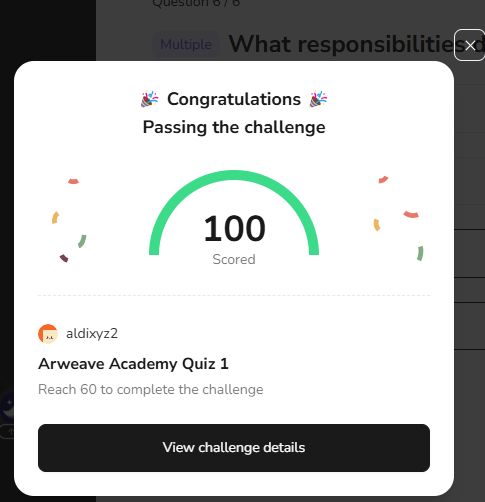 Question 6 / 6
Multiple What responsibilities d
Congratulations
Passing the challenge
100
Scored
aldixyz2
Arweave Academy Quiz 1
Reach 60 to complete the challenge
View challenge details